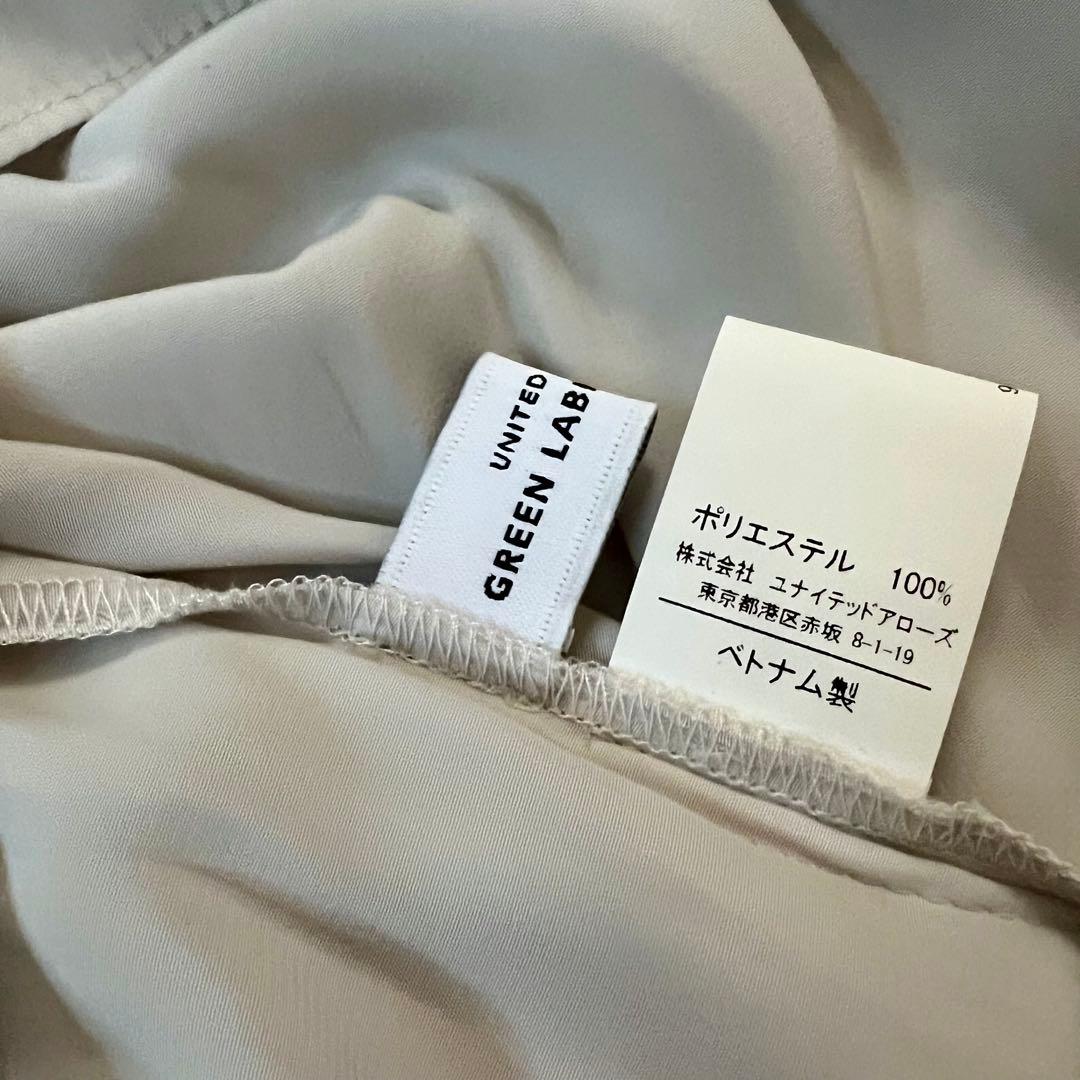 UNITED
GREEN LAB
ポリエステル 100%
株式会社 ユナイテッドアローズ
東京都港区赤坂 8-1-19
ベトナム製